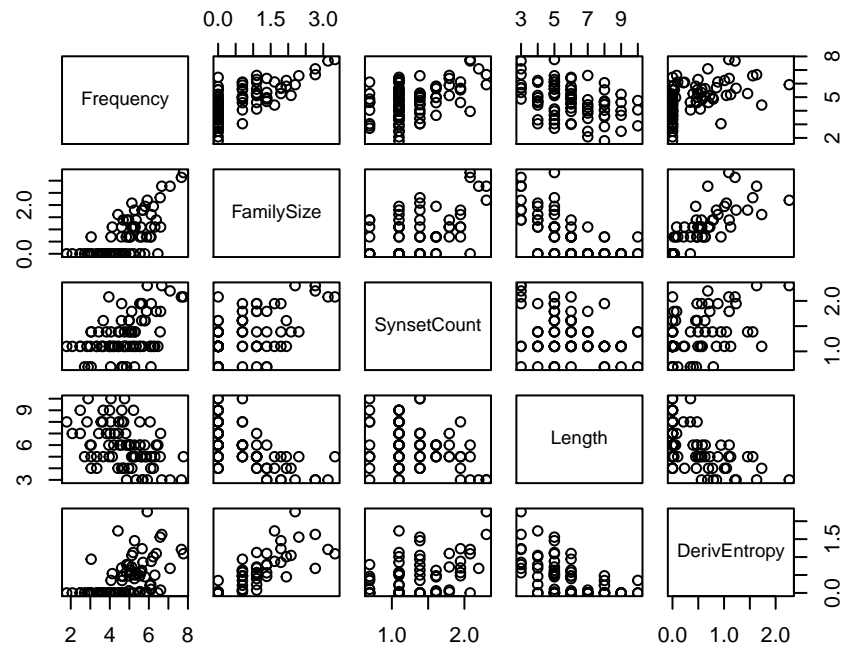 0.0 1.5 3.0
3 5 7 9
Frequency
2 5 8
0.0 2.0
FamilySize
SynsetCount
1.0 2.0
3 6 9
Length
DerivEntropy
0.0 1.5
2 4 6 8
1.0 2.0
0.0 1.0 2.0